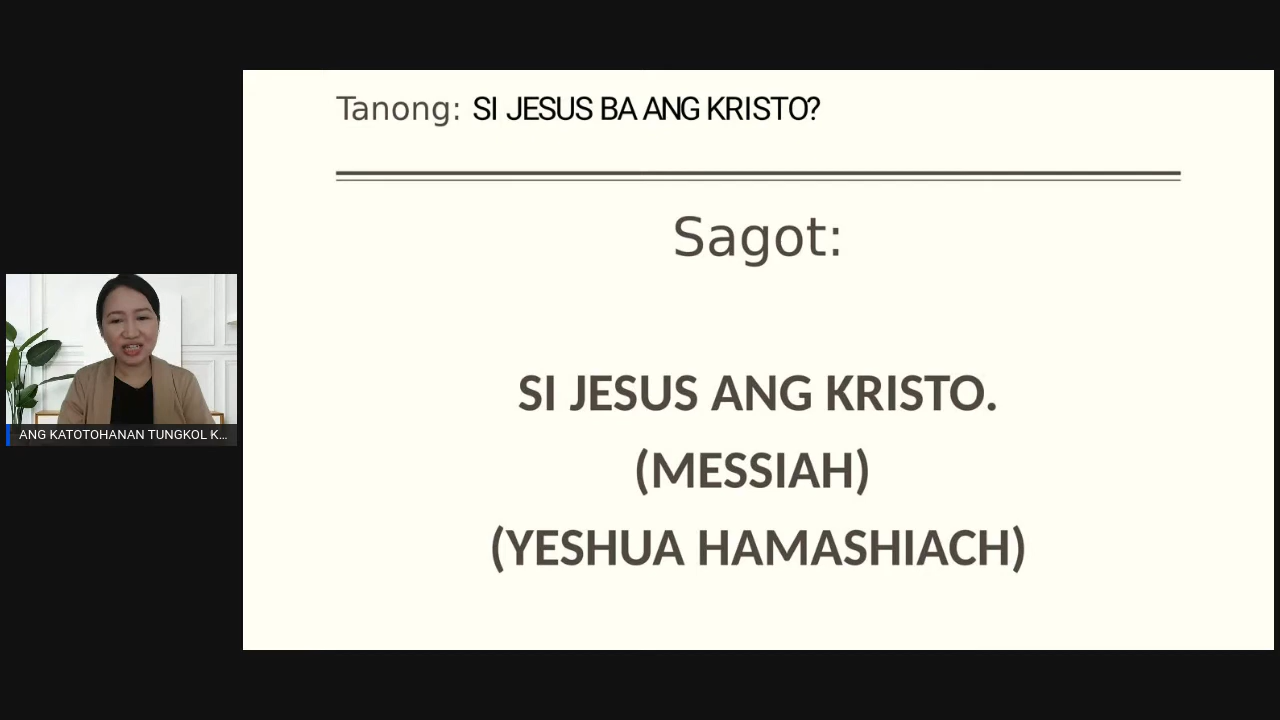 Tanong: SI JESUS BA ANG KRISTO?
Sagot:
SI JESUS ANG KRISTO.
(MESSIAH)
(YESHUA HAMASHIACH)
ANG KATOTOHANAN TUNGKOL K...